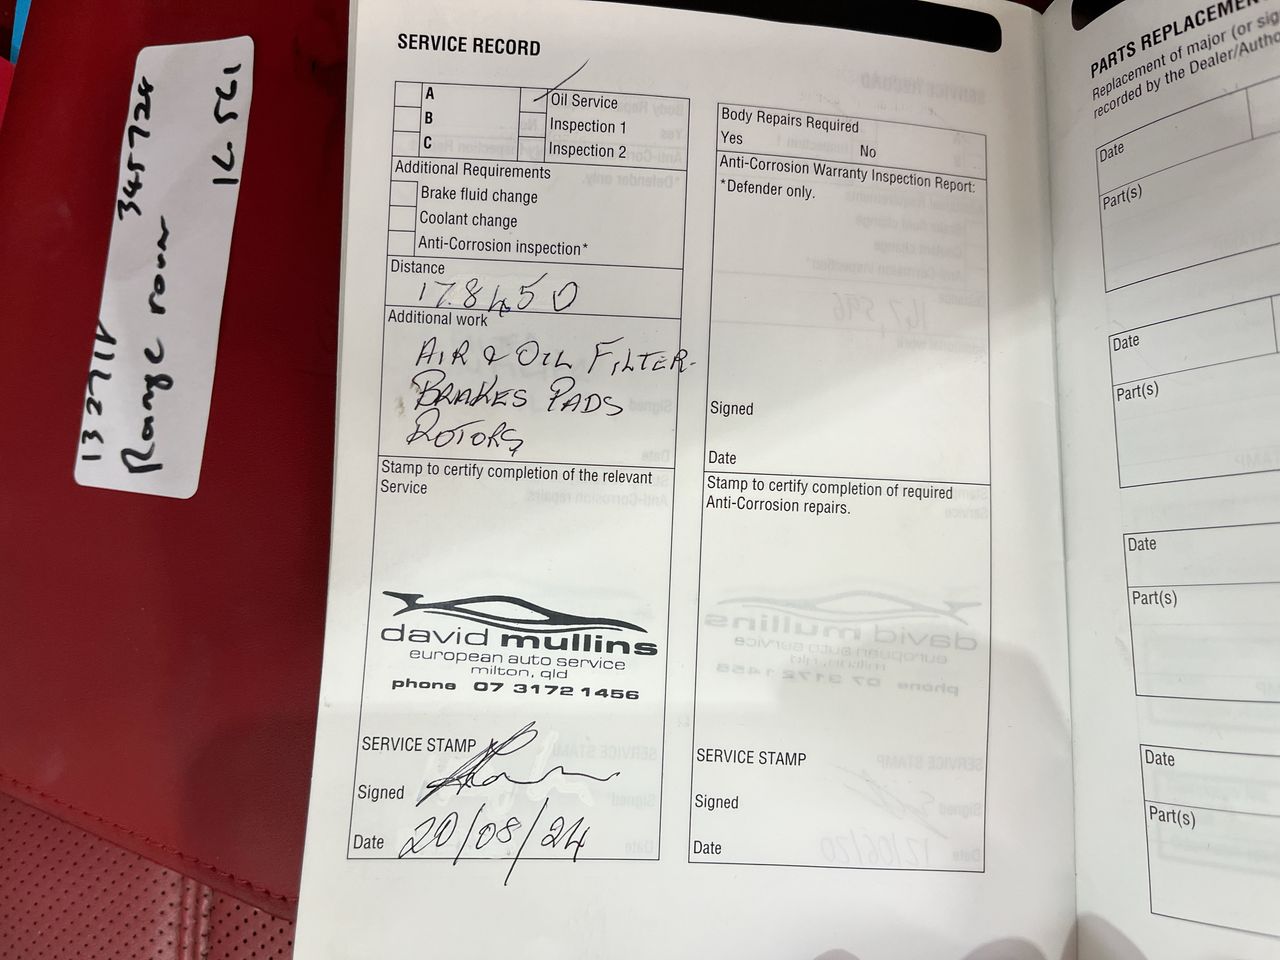 SERVICE RECORD
A
B
C
Oil Service
Inspection 1
Inspection 2
Additional Requirements
Brake fluid change
Coolant change
Anti-Corrosion inspection*
Distance
178450
Additional work
AIR & OIL FILTER-
BRAKES PADS
ROTORS
Stamp to certify completion of the relevant
Service
david mullins
european auto service
milton, qld
phone 07 3172 1456
SERVICE STAMP
Signed
Date 20/08/24
Body Repairs Required
Yes No
Anti-Corrosion Warranty Inspection Report:
*Defender only.
Signed
Date
Stamp to certify completion of required
Anti-Corrosion repairs.
SERVICE STAMP
Signed
Date
PARTS REPLACEMEN
Replacement of major (or sig
recorded by the Dealer/Autho
Date
Part(s)
Date
Part(s)
Date
Part(s)
Date
Part(s)
345724
Range rover